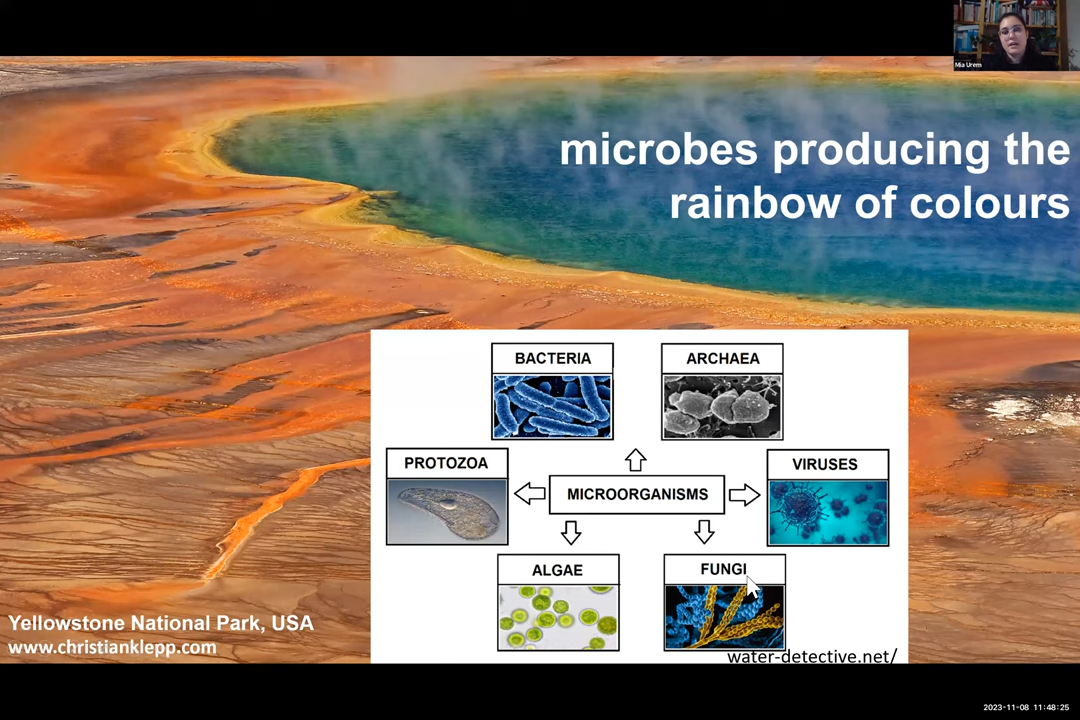 Mia Urem
microbes producing the
rainbow of colours
BACTERIA
ARCHAEA
PROTOZOA
VIRUSES
MICROORGANISMS
ALGAE
FUNGI
Yellowstone National Park, USA
www.christianklepp.com
water-detective.net/
2023-11-08 11:48:25